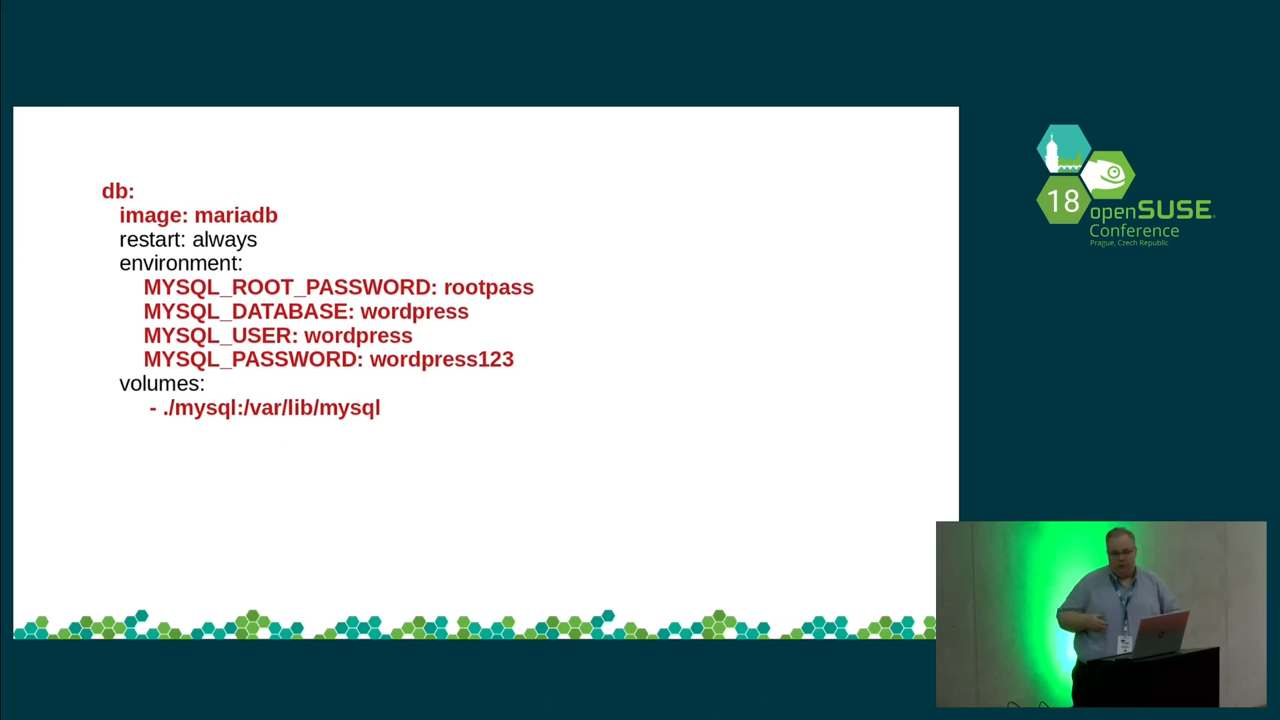 db:
image: mariadb
restart: always
environment:
MYSQL_ROOT_PASSWORD: rootpass
MYSQL_DATABASE: wordpress
MYSQL_USER: wordpress
MYSQL_PASSWORD: wordpress123
volumes:
- ./mysql:/var/lib/mysql
18
openSUSE
Conference
Prague, Czech Republic